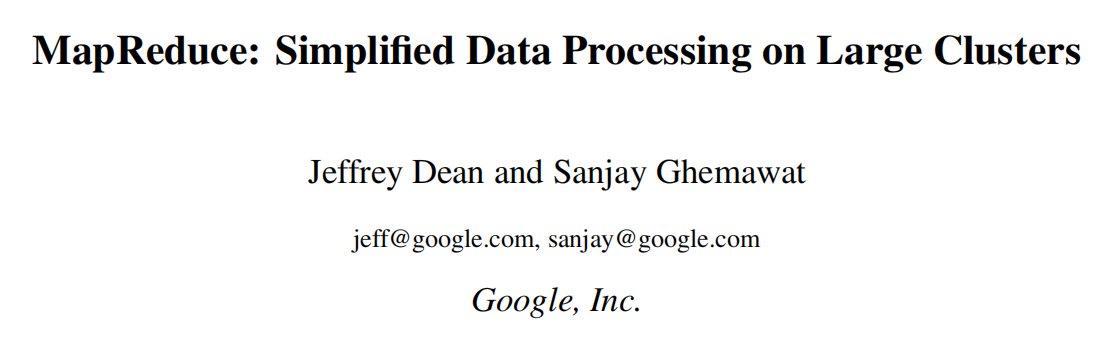 MapReduce: Simplified Data Processing on Large Clusters
Jeffrey Dean and Sanjay Ghemawat
jeff@google.com, sanjay@google.com
Google, Inc.